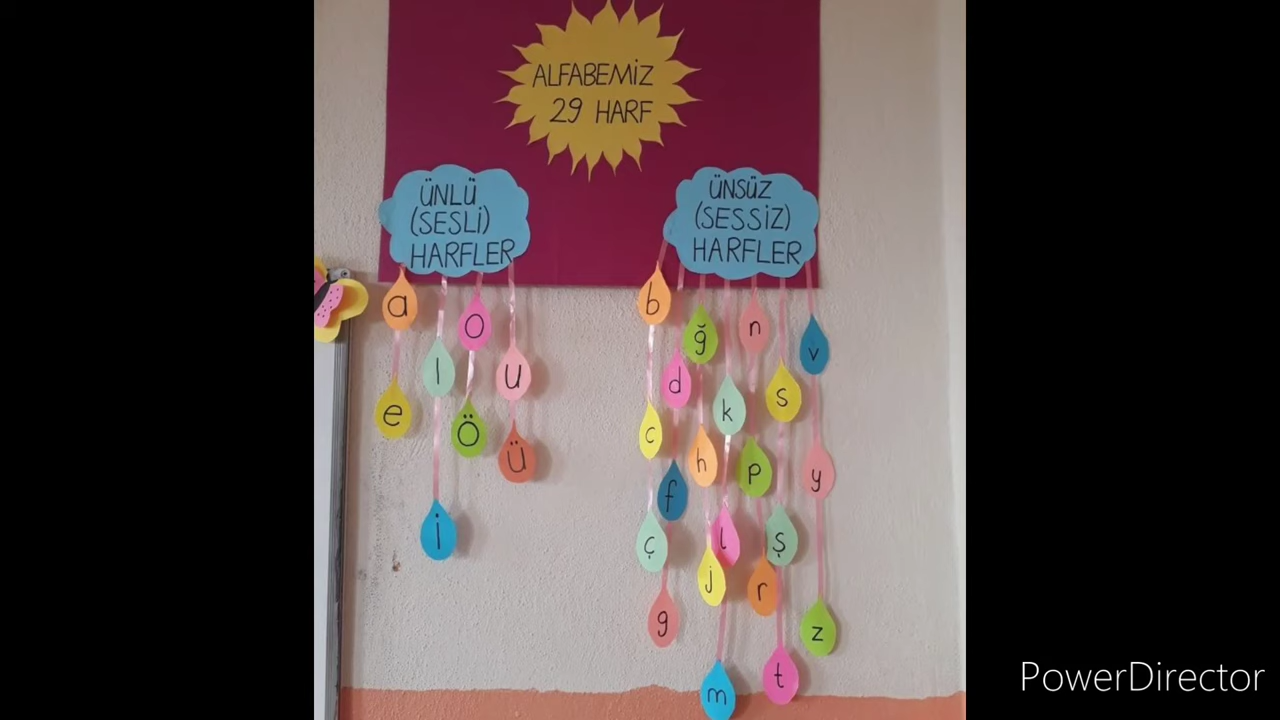 ALFABEMİZ
29 HARF
ÜNLÜ
(SESLİ)
HARFLER
ÜNSÜZ
(SESSİZ)
HARFLER
a
e
ı
i
o
Ö
u
Ü
b
c
ç
d
f
g
ğ
h
j
k
l
m
n
p
r
s
ş
t
v
y
z
PowerDirector